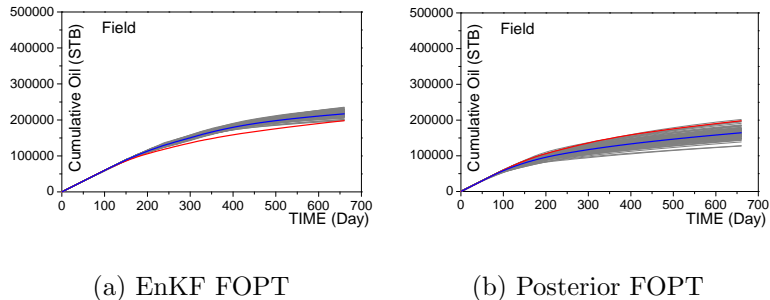 500000
400000
300000
200000
100000
0
Cumulative Oil (STB)
Field
0 100 200 300 400 500 600 700
TIME (Day)
500000
400000
300000
200000
100000
0
Cumulative Oil (STB)
Field
0 100 200 300 400 500 600 700
TIME (Day)
(a) EnKF FOPT
(b) Posterior FOPT